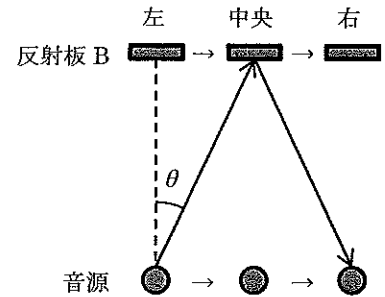 左 中央 右
反射板 B → →
θ
音源 → →